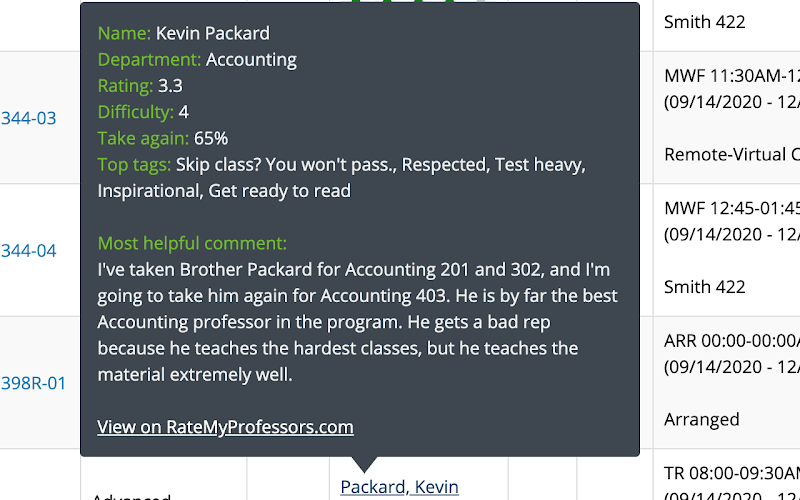 Name: Kevin Packard
Department: Accounting
Rating: 3.3
Difficulty: 4
Take again: 65%
Top tags: Skip class? You won't pass., Respected, Test heavy,
Inspirational, Get ready to read
Most helpful comment:
I've taken Brother Packard for Accounting 201 and 302, and I'm
going to take him again for Accounting 403. He is by far the best
Accounting professor in the program. He gets a bad rep
because he teaches the hardest classes, but he teaches the
material extremely well.
View on RateMyProfessors.com
Smith 422
344-03
MWF 11:30AM-12
(09/14/2020 - 12/
Remote-Virtual C
344-04
MWF 12:45-01:45
(09/14/2020 - 12/
Smith 422
398R-01
ARR 00:00-00:00A
(09/14/2020 - 12/
Arranged
Advanced
Packard, Kevin
TR 08:00-09:30AM
(09/14/2020 - 12/